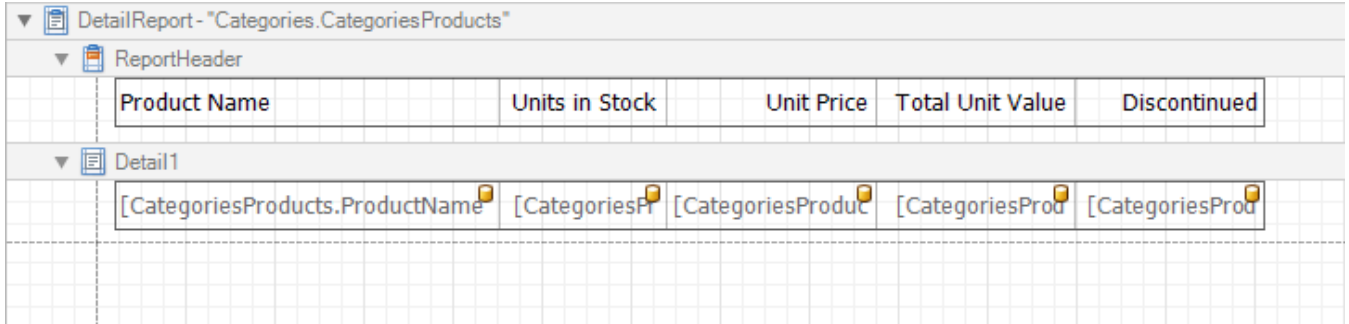 DetailReport - "Categories.CategoriesProducts"
ReportHeader
Product Name Units in Stock Unit Price Total Unit Value Discontinued
Detail1
[CategoriesProducts.ProductName [CategoriesPr [CategoriesProduc [CategoriesProd [CategoriesProd